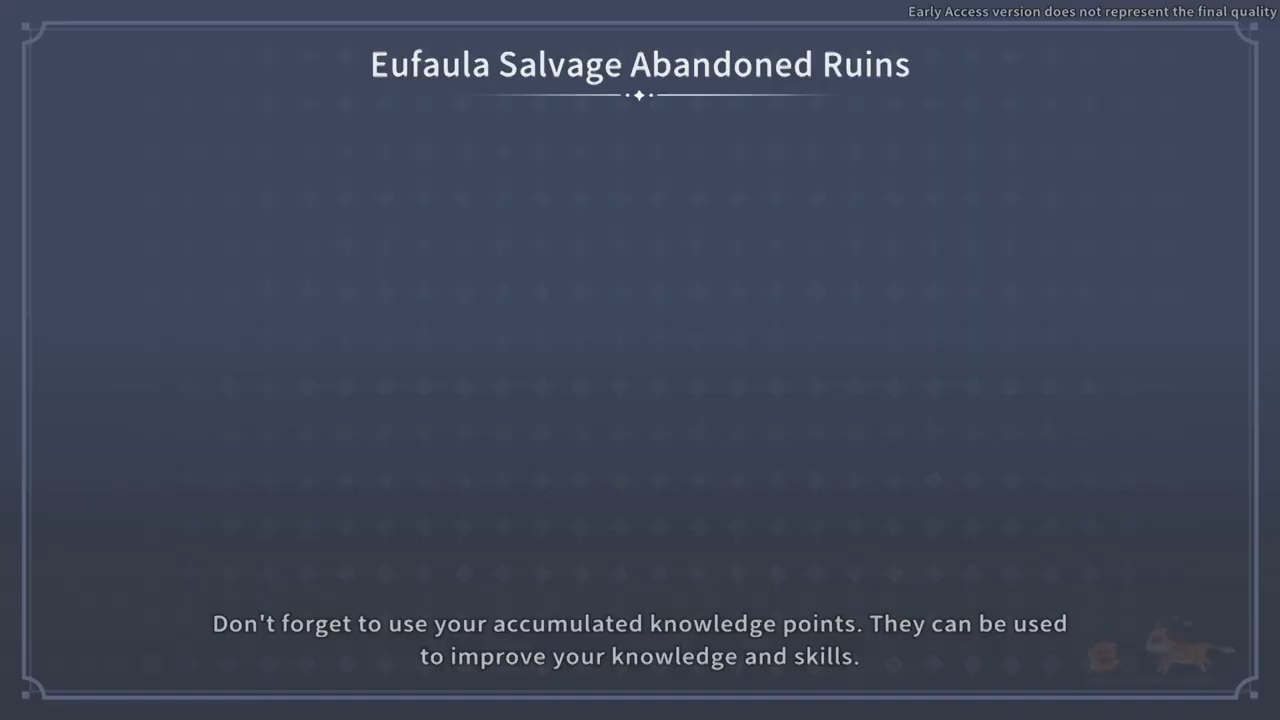 Early Access version does not represent the final quality
Eufaula Salvage Abandoned Ruins
Don't forget to use your accumulated knowledge points. They can be used
to improve your knowledge and skills.